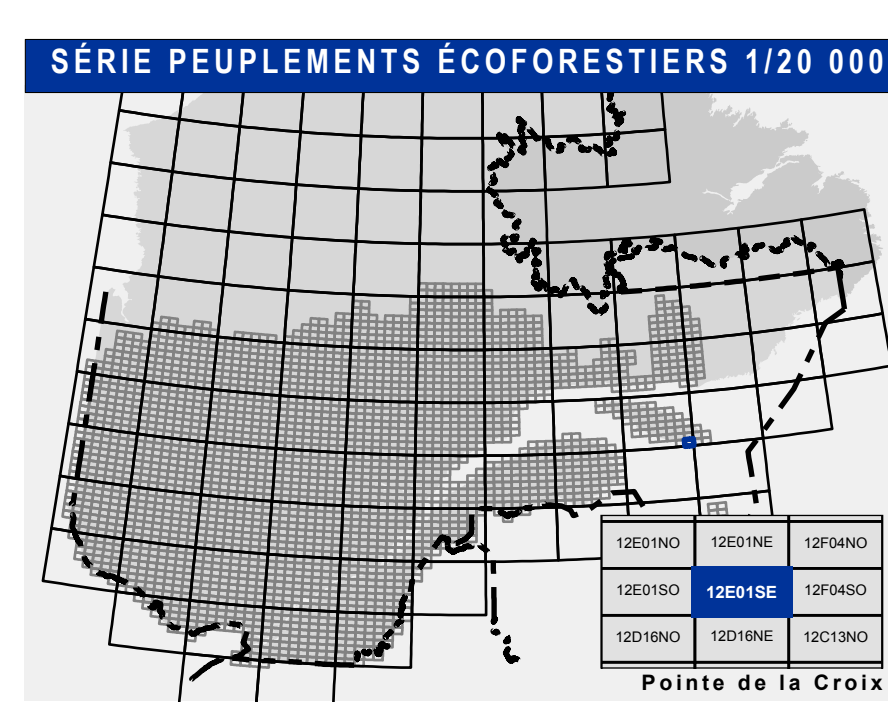 SÉRIE PEUPLEMENTS ÉCOFORESTIERS 1/20 000
12E01NO 12E01NE 12F04NO
12E01SO 12E01SE 12F04SO
12D16NO 12D16NE 12C13NO
Pointe de la Croix